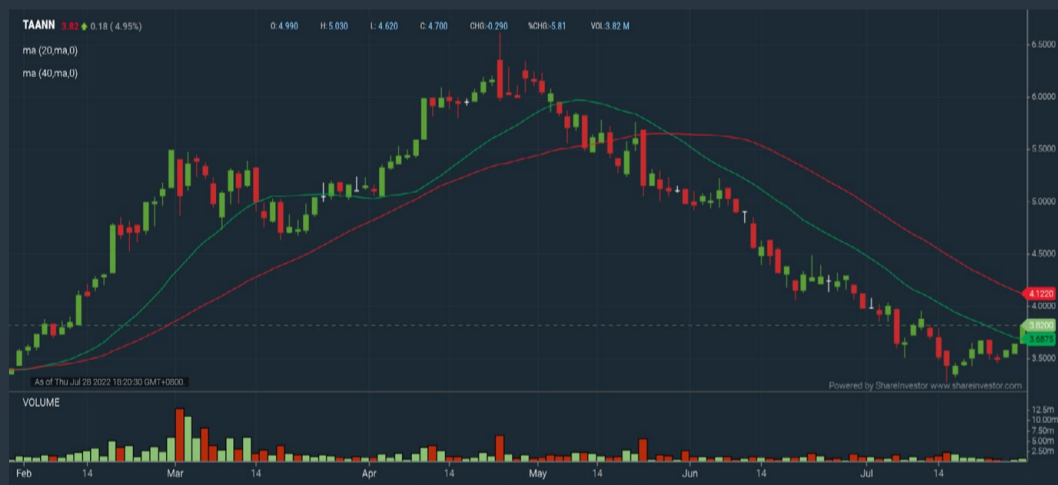 TAANN 3.82 0.18 ( 4.95%) O: 4.990 H: 5.030 L: 4.620 C: 4.700 CHG:-0.290 %CHG:-5.81 VOL:3.82 M
ma (20,ma,0)
ma (40,ma,0)
6.5000
6.0000
5.5000
5.0000
4.5000
4.1220
4.0000
3.8200
3.6875
3.5000
As of Thu Jul 28 2022 18:20:30 GMT+0800.
Powered by ShareInvestor www.shareinvestor.com
VOLUME
12.5m
10.00m
7.50m
5.00m
2.50m
Feb 14 Mar 14 Apr 14 May 14 Jun 14 Jul 14